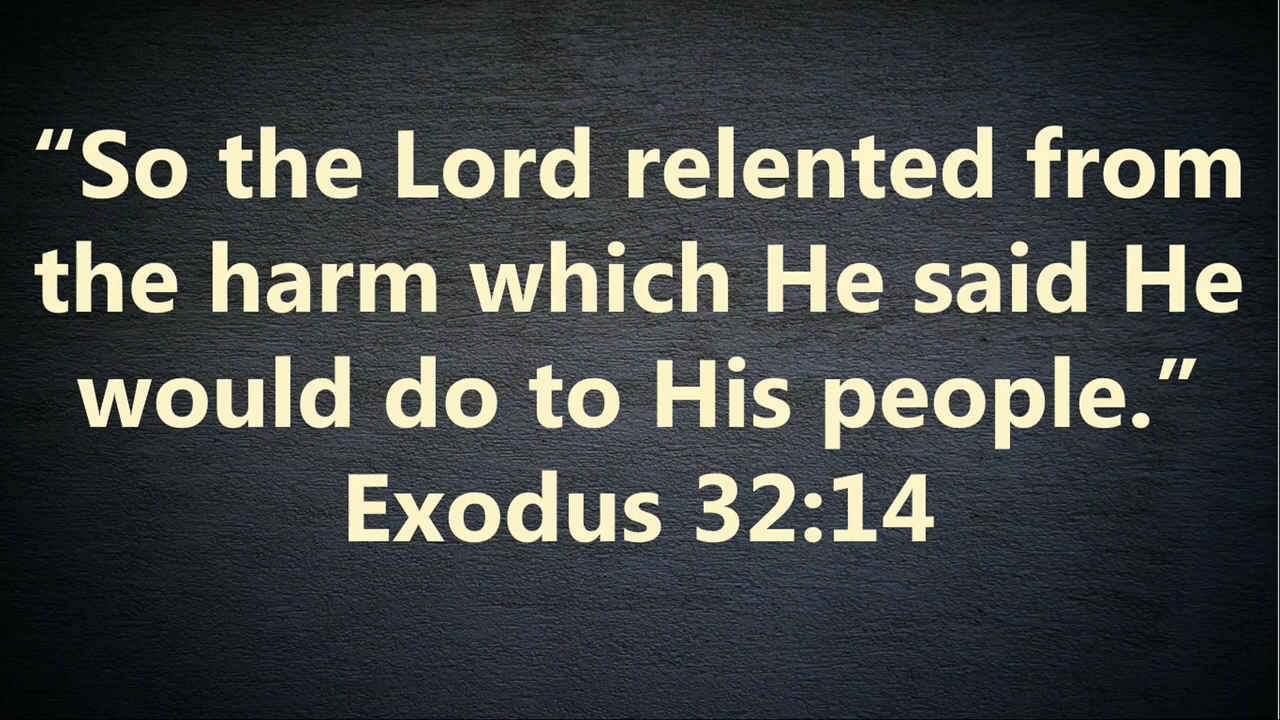 “So the Lord relented from
the harm which He said He
would do to His people.”
Exodus 32:14